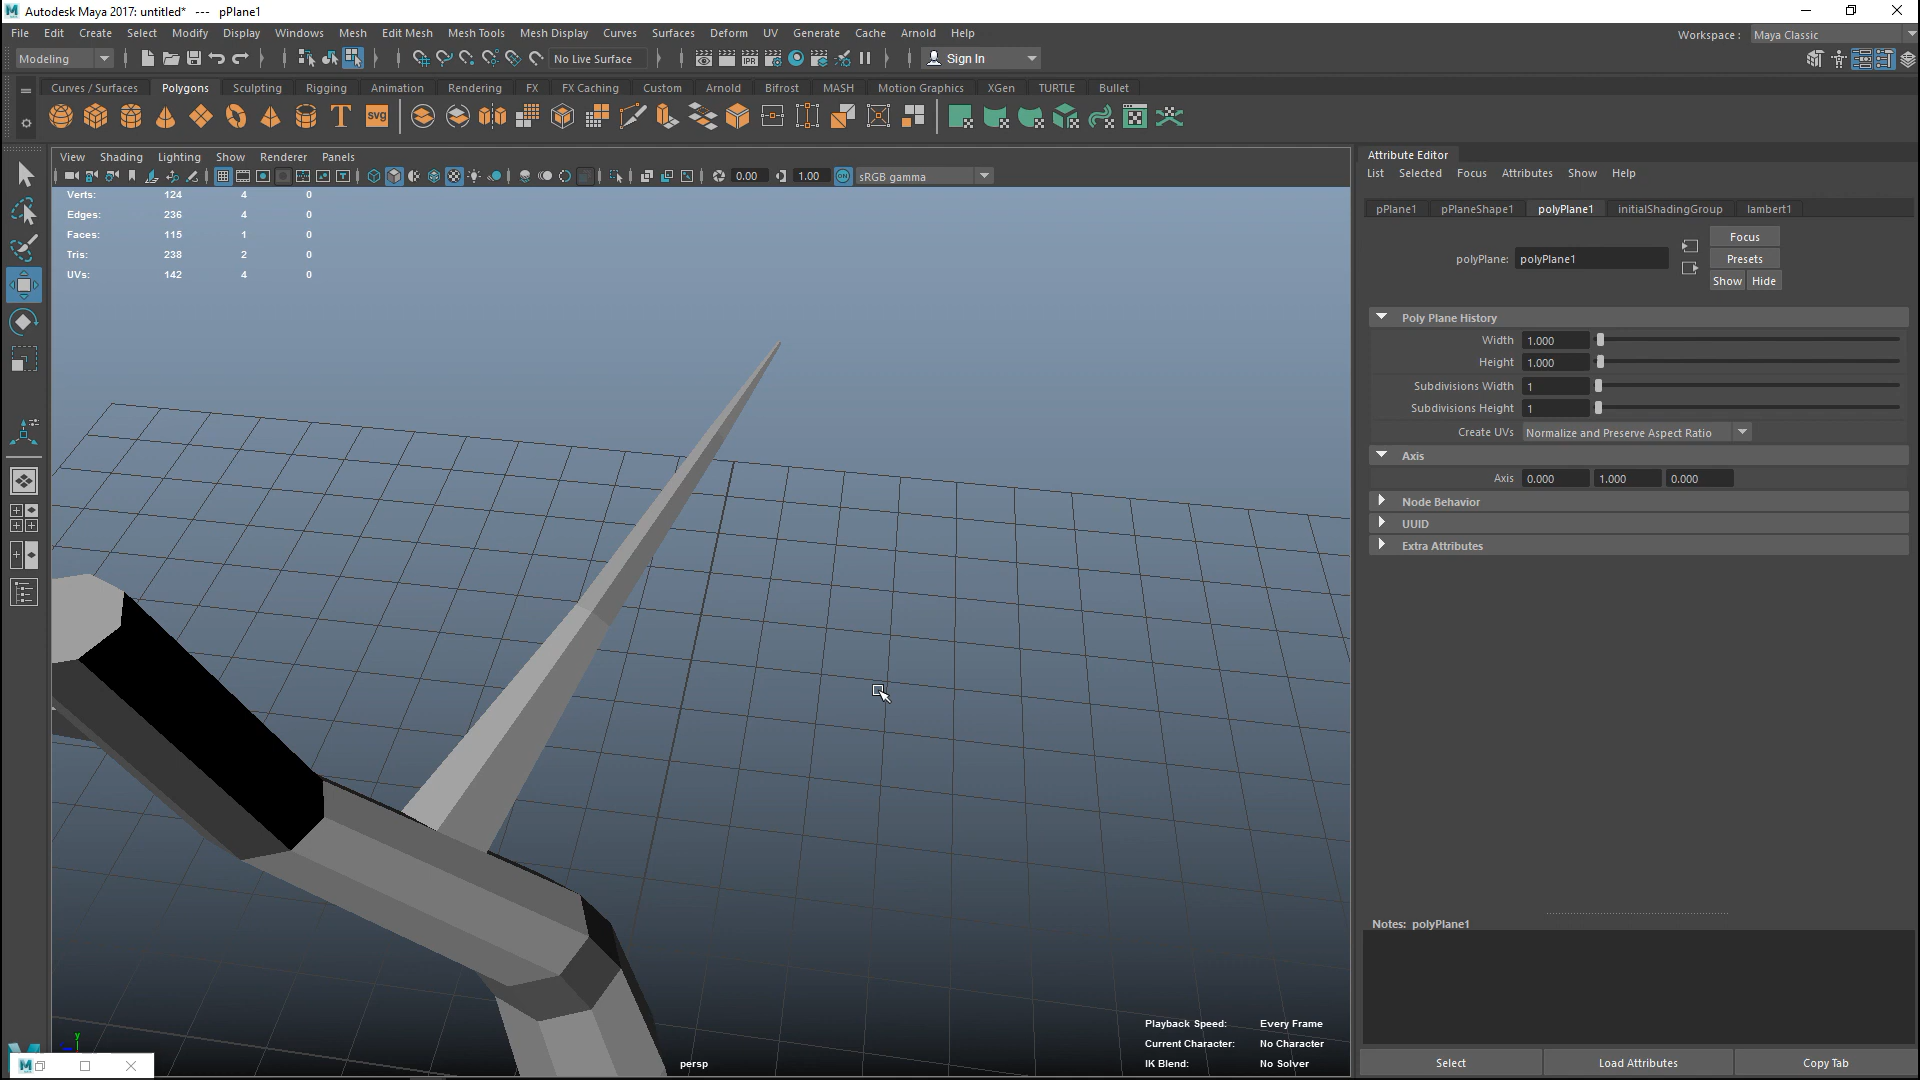 Autodesk Maya 2017: untitled* --- pPlane1
File Edit Create Select Modify Display Windows Mesh Edit Mesh Mesh Tools Mesh Display Curves Surfaces Deform UV Generate Cache Arnold Help
Workspace : Maya Classic
Modeling No Live Surface IPR Sign In
Curves / Surfaces Polygons Sculpting Rigging Animation Rendering FX FX Caching Custom Arnold Bifrost MASH Motion Graphics XGen TURTLE Bullet
T SVG
View Shading Lighting Show Renderer Panels
0.00 1.00 ON sRGB gamma
Verts: 124 4 0
Edges: 236 4 0
Faces: 115 1 0
Tris: 238 2 0
UVs: 142 4 0
y
persp
Playback Speed: Every Frame
Current Character: No Character
IK Blend: No Solver
Attribute Editor
List Selected Focus Attributes Show Help
pPlane1 pPlaneShape1 polyPlane1 initialShadingGroup lambert1
polyPlane: polyPlane1
Focus
Presets
Show Hide
Poly Plane History
Width 1.000
Height 1.000
Subdivisions Width 1
Subdivisions Height 1
Create UVs Normalize and Preserve Aspect Ratio
Axis
Axis 0.000 1.000 0.000
Node Behavior
UUID
Extra Attributes
Notes: polyPlane1
Select Load Attributes Copy Tab